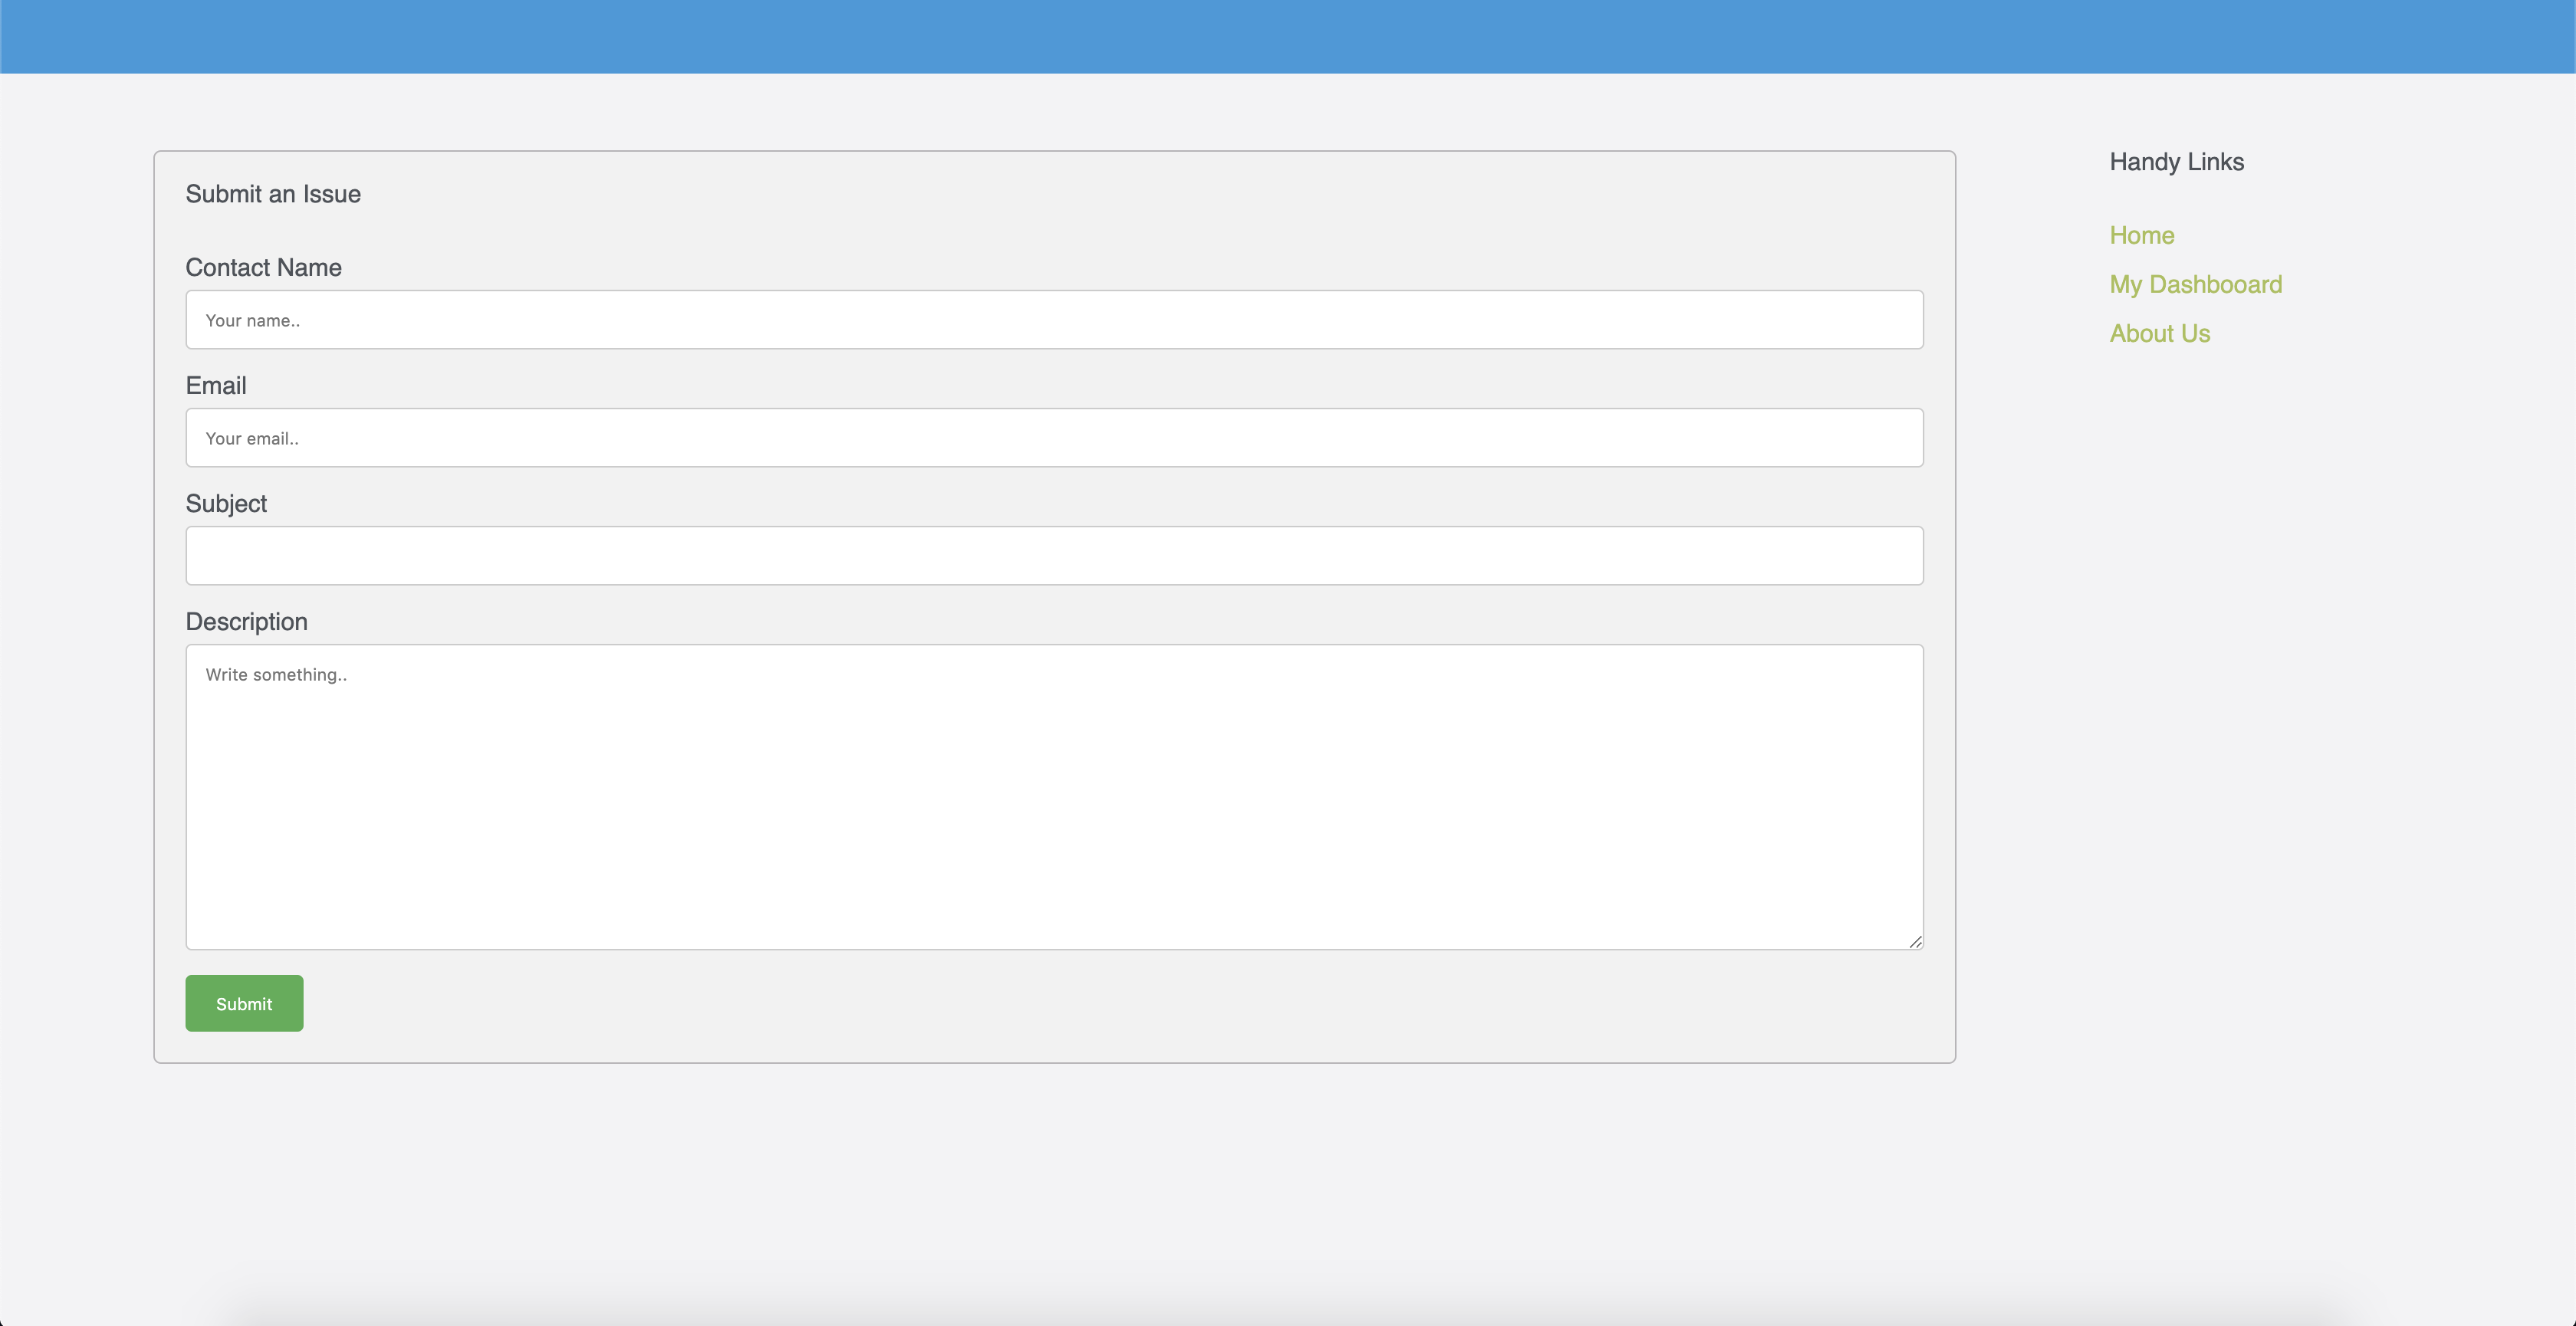 Submit an Issue
Contact Name
Your name..
Email
Your email..
Subject
Description
Write something..
Submit
Handy Links
Home
My Dashbooard
About Us